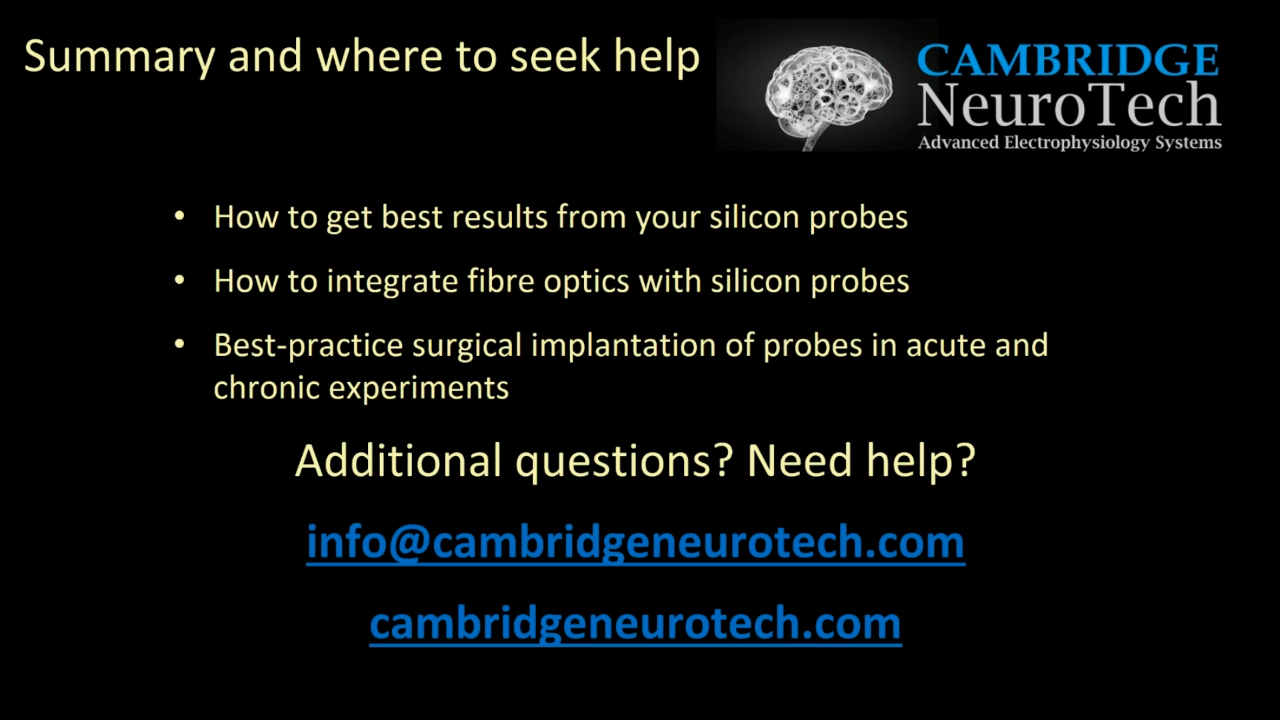 Summary and where to seek help
CAMBRIDGE
NeuroTech
Advanced Electrophysiology Systems
• How to get best results from your silicon probes
• How to integrate fibre optics with silicon probes
• Best-practice surgical implantation of probes in acute and
chronic experiments
Additional questions? Need help?
info@cambridgeneurotech.com
cambridgeneurotech.com